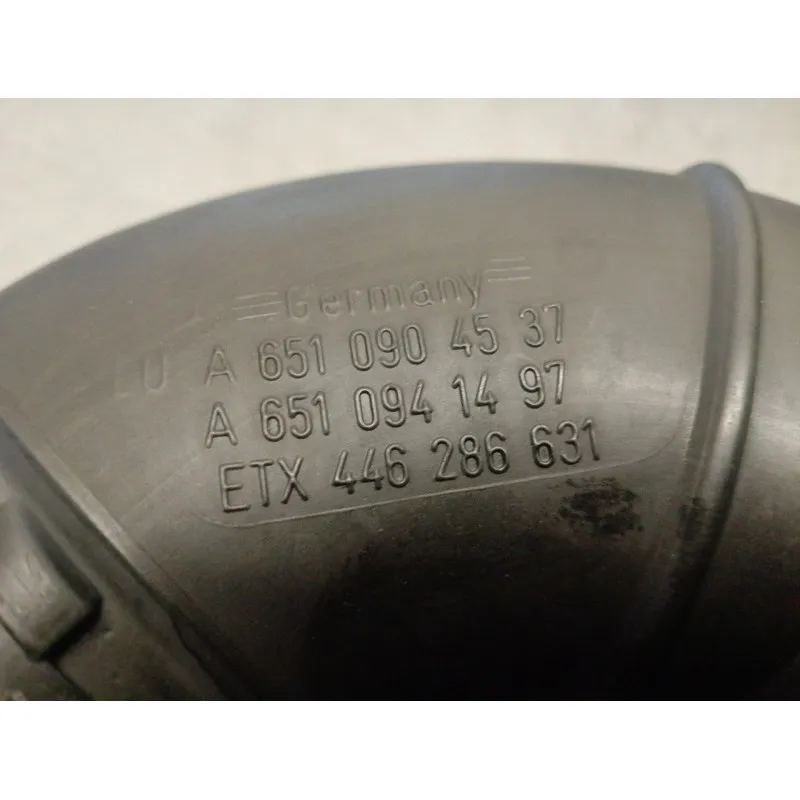 Germany
A 651 090 45 37
A 651 094 14 97
ETX 446 286 631